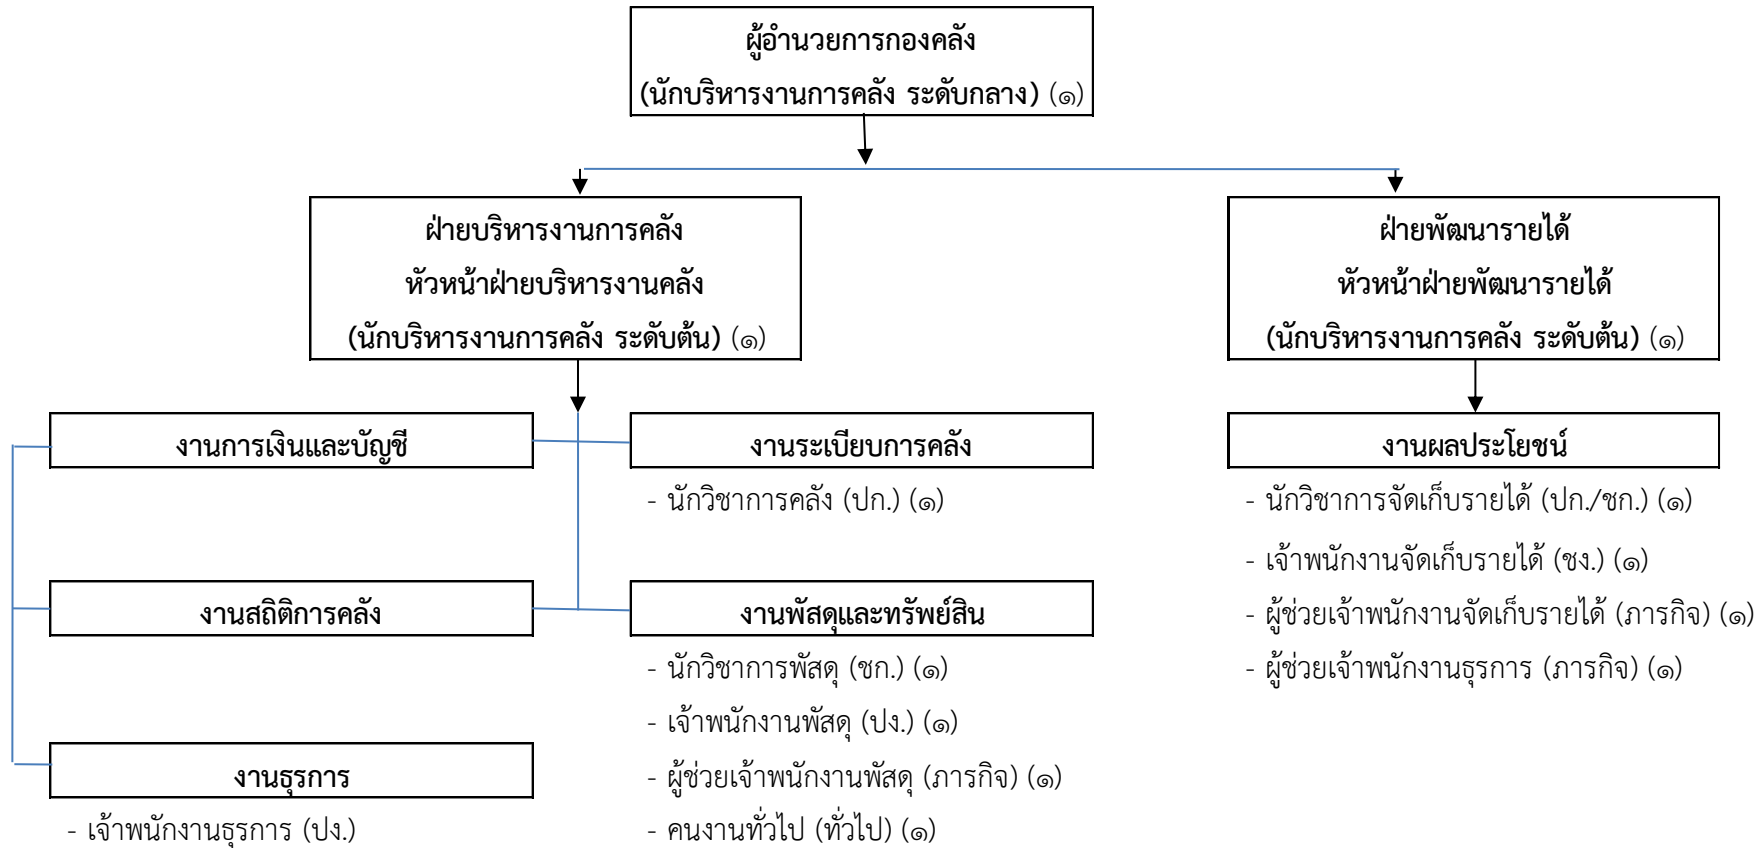 ผู้อำนวยการกองคลัง
(นักบริหารงานการคลัง ระดับกลาง) (๑)
ฝ่ายบริหารงานการคลัง
หัวหน้าฝ่ายบริหารงานคลัง
(นักบริหารงานการคลัง ระดับต้น) (๑)
ฝ่ายพัฒนารายได้
หัวหน้าฝ่ายพัฒนารายได้
(นักบริหารงานการคลัง ระดับต้น) (๑)
งานการเงินและบัญชี
งานระเบียบการคลัง
- นักวิชาการคลัง (ปก.) (๑)
งานสถิติการคลัง
งานพัสดุและทรัพย์สิน
- นักวิชาการพัสดุ (ชก.) (๑)
- เจ้าพนักงานพัสดุ (ปง.) (๑)
- ผู้ช่วยเจ้าพนักงานพัสดุ (ภารกิจ) (๑)
- คนงานทั่วไป (ทั่วไป) (๑)
งานธุรการ
- เจ้าพนักงานธุรการ (ปง.)
งานผลประโยชน์
- นักวิชาการจัดเก็บรายได้ (ปก./ชก.) (๑)
- เจ้าพนักงานจัดเก็บรายได้ (ชง.) (๑)
- ผู้ช่วยเจ้าพนักงานจัดเก็บรายได้ (ภารกิจ) (๑)
- ผู้ช่วยเจ้าพนักงานธุรการ (ภารกิจ) (๑)